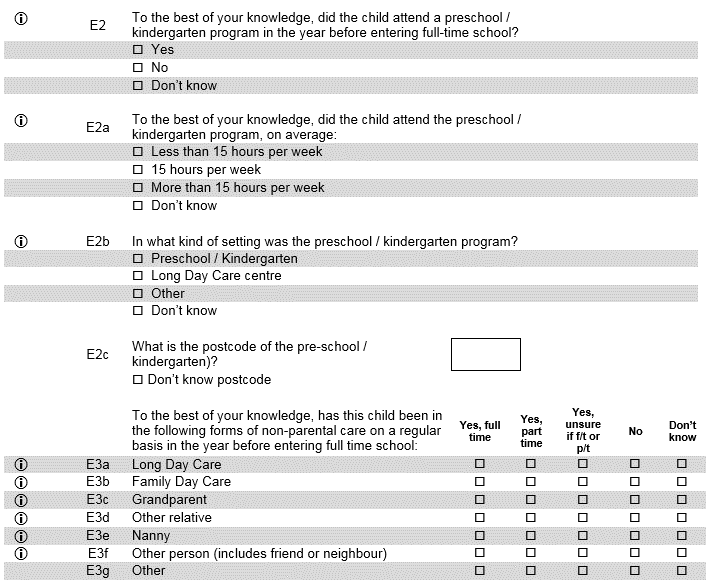 E2 To the best of your knowledge, did the child attend a preschool /
kindergarten program in the year before entering full-time school?
Yes
No
Don't know
E2a To the best of your knowledge, did the child attend the preschool /
kindergarten program, on average:
Less than 15 hours per week
15 hours per week
More than 15 hours per week
Don't know
E2b In what kind of setting was the preschool / kindergarten program?
Preschool / Kindergarten
Long Day Care centre
Other
Don't know
E2c What is the postcode of the pre-school /
kindergarten)?
Don't know postcode
To the best of your knowledge, has this child been in
the following forms of non-parental care on a regular
basis in the year before entering full time school:
Yes, full
time
Yes,
part
time
Yes,
unsure
if f/t or
p/t
No
Don't
know
E3a Long Day Care
E3b Family Day Care
E3c Grandparent
E3d Other relative
E3e Nanny
E3f Other person (includes friend or neighbour)
E3g Other